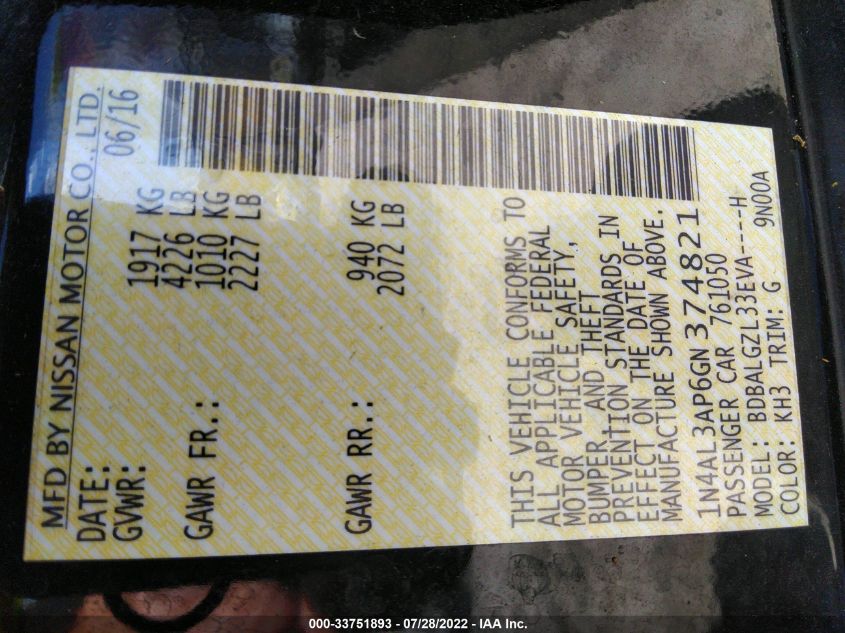 MFD BY NISSAN MOTOR CO., LTD.
DATE: 06/16
GVWR: 1917 KG
4226 LB
GAWR FR.: 1010 KG
2227 LB
GAWR RR.: 940 KG
2072 LB
THIS VEHICLE CONFORMS TO
ALL APPLICABLE FEDERAL
MOTOR VEHICLE SAFETY,
BUMPER AND THEFT
PREVENTION STANDARDS IN
EFFECT ON THE DATE OF
MANUFACTURE SHOWN ABOVE.
1N4AL3AP6GN374821
PASSENGER CAR 761050
MODEL: BDBALGZL33EVA----H
COLOR: KH3 TRIM: G 9N00A
000-33751893 - 07/28/2022 - IAA Inc.